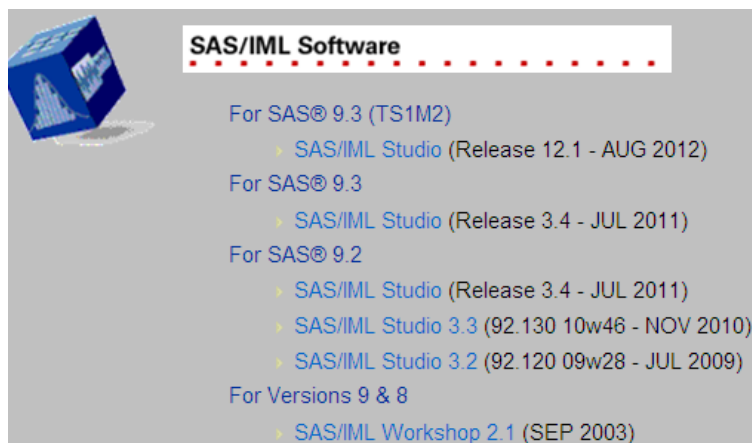 SAS/IML Software
For SAS® 9.3 (TS1M2)
SAS/IML Studio (Release 12.1 - AUG 2012)
For SAS® 9.3
SAS/IML Studio (Release 3.4 - JUL 2011)
For SAS® 9.2
SAS/IML Studio (Release 3.4 - JUL 2011)
SAS/IML Studio 3.3 (92.130 10w46 - NOV 2010)
SAS/IML Studio 3.2 (92.120 09w28 - JUL 2009)
For Versions 9 & 8
SAS/IML Workshop 2.1 (SEP 2003)